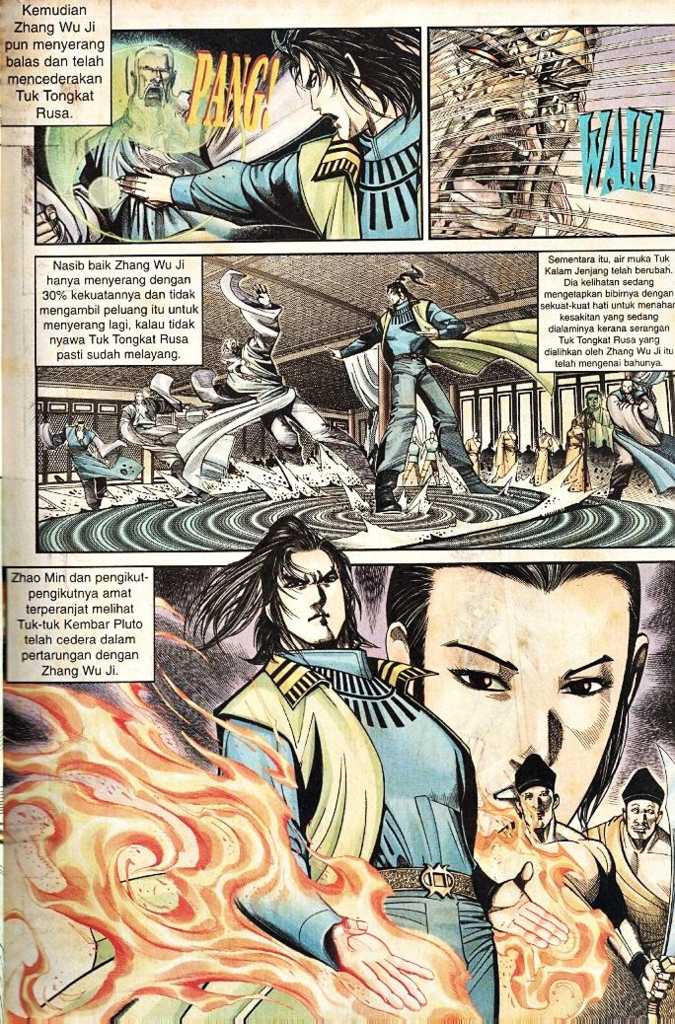 Kemudian
Zhang Wu Ji
pun menyerang
balas dan telah
mencederakan
Tuk Tongkat
Rusa.
PANG!
WAH!
Nasib baik Zhang Wu Ji
hanya menyerang dengan
30% kekuatannya dan tidak
mengambil peluang itu untuk
menyerang lagi, kalau tidak
nyawa Tuk Tongkat Rusa
pasti sudah melayang.
Sementara itu, air muka Tuk
Kalam Jenjang telah berubah.
Dia kelihatan sedang
mengetapkan bibirnya dengan
sekuat-kuat hati untuk menahan
kesakitan yang sedang
dialaminya kerana serangan
Tuk Tongkat Rusa yang
dialihkan oleh Zhang Wu Ji itu
telah mengenai bahunya.
Zhao Min dan pengikut-
pengikutnya amat
terperanjat melihat
Tuk-tuk Kembar Pluto
telah cedera dalam
pertarungan dengan
Zhang Wu Ji.